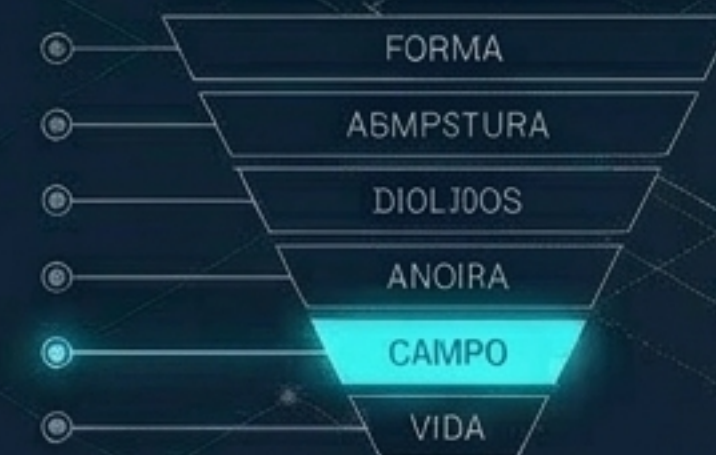 FORMA
ABMPSTURA
DIOLJ0OS
ANOIRA
CAMPO
VIDA